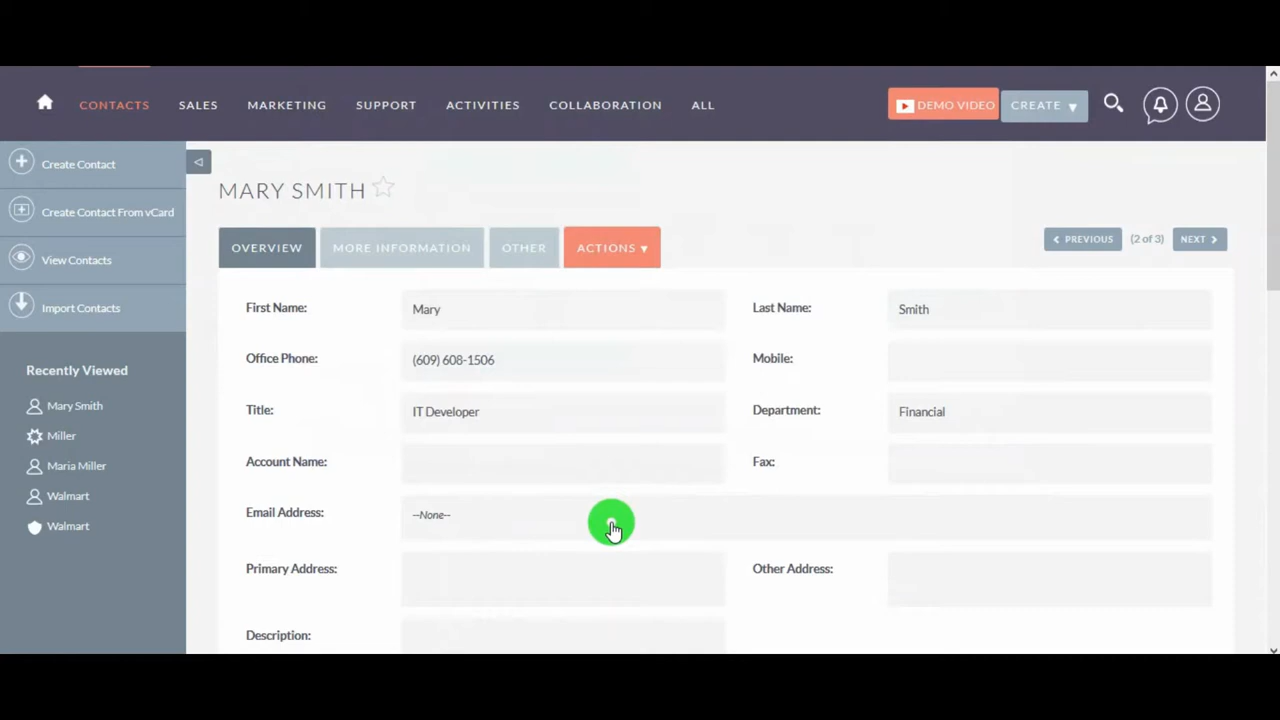 CONTACTS SALES MARKETING SUPPORT ACTIVITIES COLLABORATION ALL DEMO VIDEO CREATE
Create Contact
Create Contact From vCard
View Contacts
Import Contacts
Recently Viewed
Mary Smith
Miller
Maria Miller
Walmart
Walmart
MARY SMITH
OVERVIEW MORE INFORMATION OTHER ACTIONS PREVIOUS (2 of 3) NEXT
First Name: Mary Last Name: Smith
Office Phone: (609) 608-1506 Mobile:
Title: IT Developer Department: Financial
Account Name: Fax:
Email Address: --None--
Primary Address: Other Address:
Description: